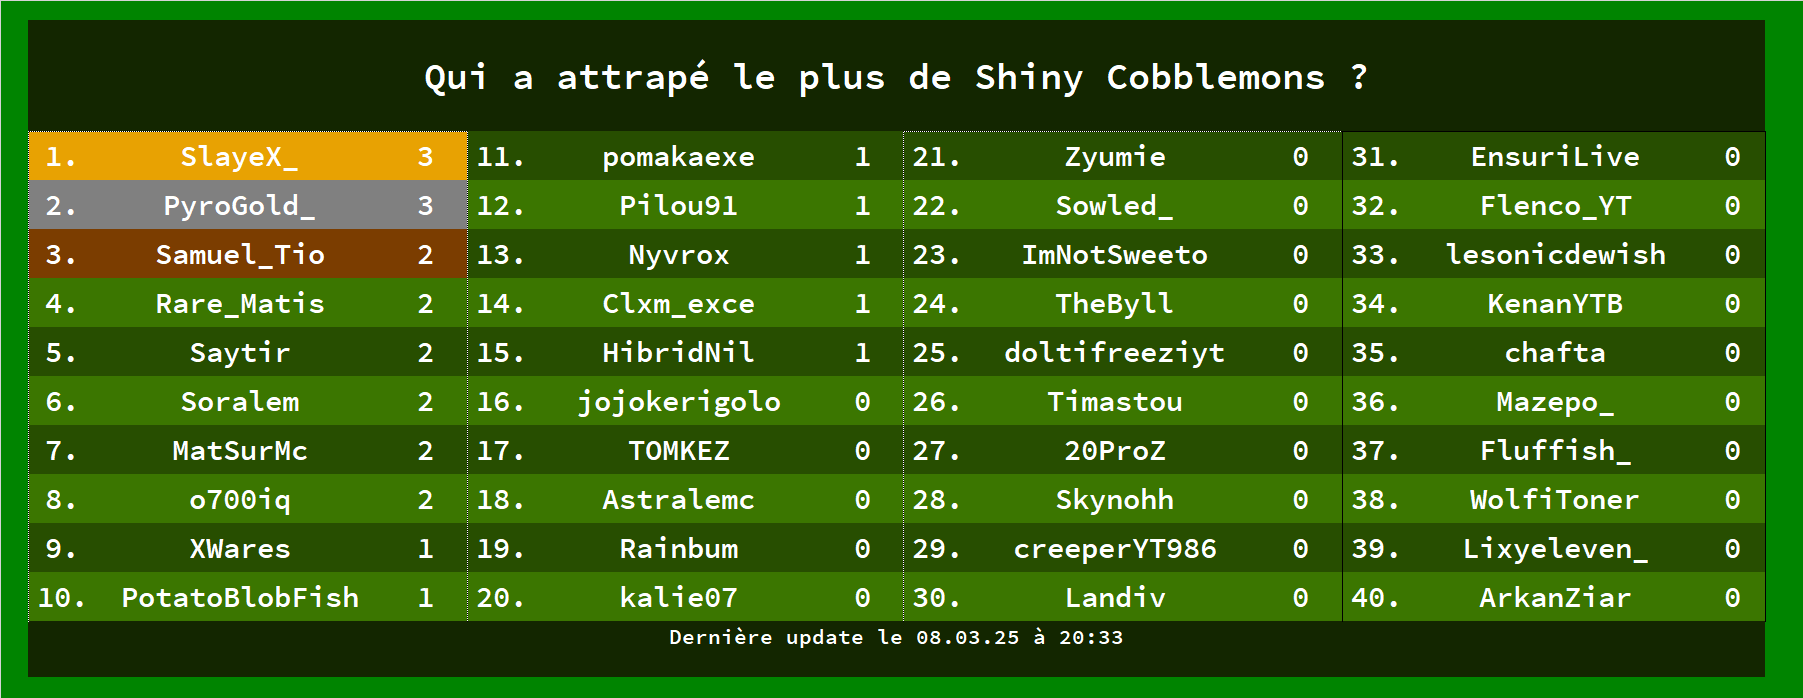 Qui a attrapé le plus de Shiny Cobblemons ?
1. SlayeX_ 3
2. PyroGold_ 3
3. Samuel_Tio 2
4. Rare_Matis 2
5. Saytir 2
6. Soralem 2
7. MatSurMc 2
8. o700iq 2
9. XWares 1
10. PotatoBlobFish 1
11. pomakaexe 1
12. Pilou91 1
13. Nyvrox 1
14. Clxm_exce 1
15. HibridNil 1
16. jojokerigolo 0
17. TOMKEZ 0
18. Astralemc 0
19. Rainbum 0
20. kalie07 0
21. Zyumie 0
22. Sowled_ 0
23. ImNotSweeto 0
24. TheByll 0
25. doltifreeziyt 0
26. Timastou 0
27. 20ProZ 0
28. Skynohh 0
29. creeperYT986 0
30. Landiv 0
31. EnsuriLive 0
32. Flenco_YT 0
33. lesonicdewish 0
34. KenanYTB 0
35. chafta 0
36. Mazepo_ 0
37. Fluffish_ 0
38. WolfiToner 0
39. Lixyeleven_ 0
40. ArkanZiar 0
Dernière update le 08.03.25 à 20:33